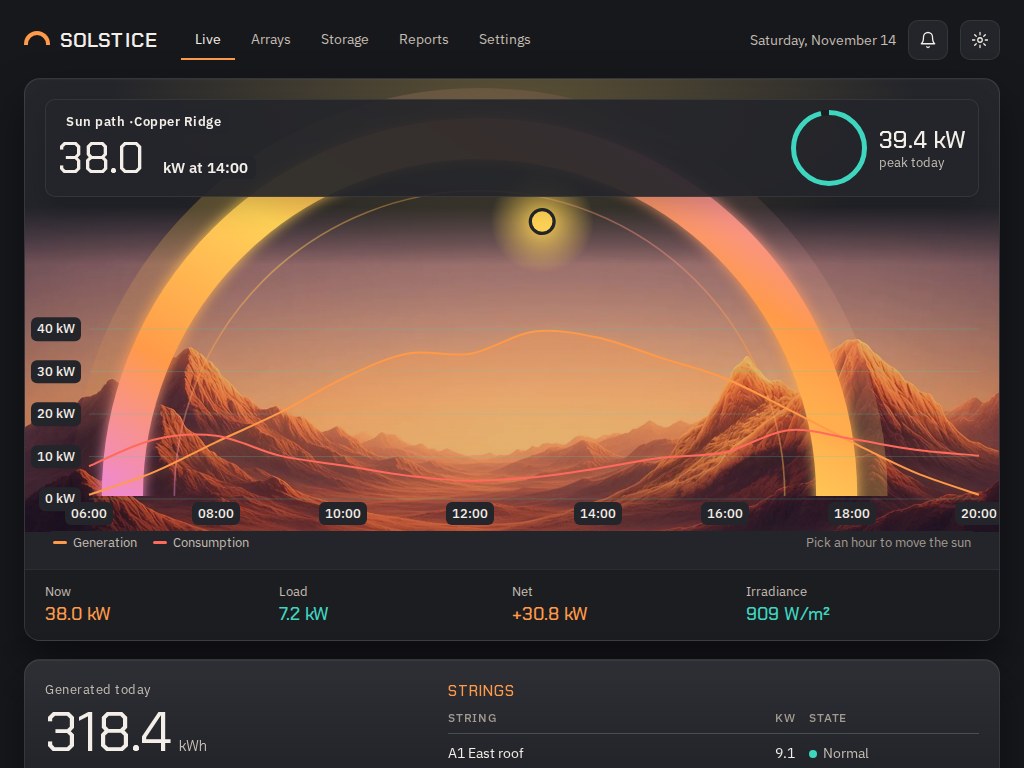 SOLSTICE
Live Arrays Storage Reports Settings
Saturday, November 14
Sun path · Copper Ridge
38.0 kW at 14:00
39.4 kW
peak today
40 kW
30 kW
20 kW
10 kW
0 kW
06:00 08:00 10:00 12:00 14:00 16:00 18:00 20:00
Generation Consumption
Pick an hour to move the sun
Now Load Net Irradiance
38.0 kW 7.2 kW +30.8 kW 909 W/m²
Generated today
318.4 kWh
STRINGS
STRING KW STATE
A1 East roof 9.1 Normal